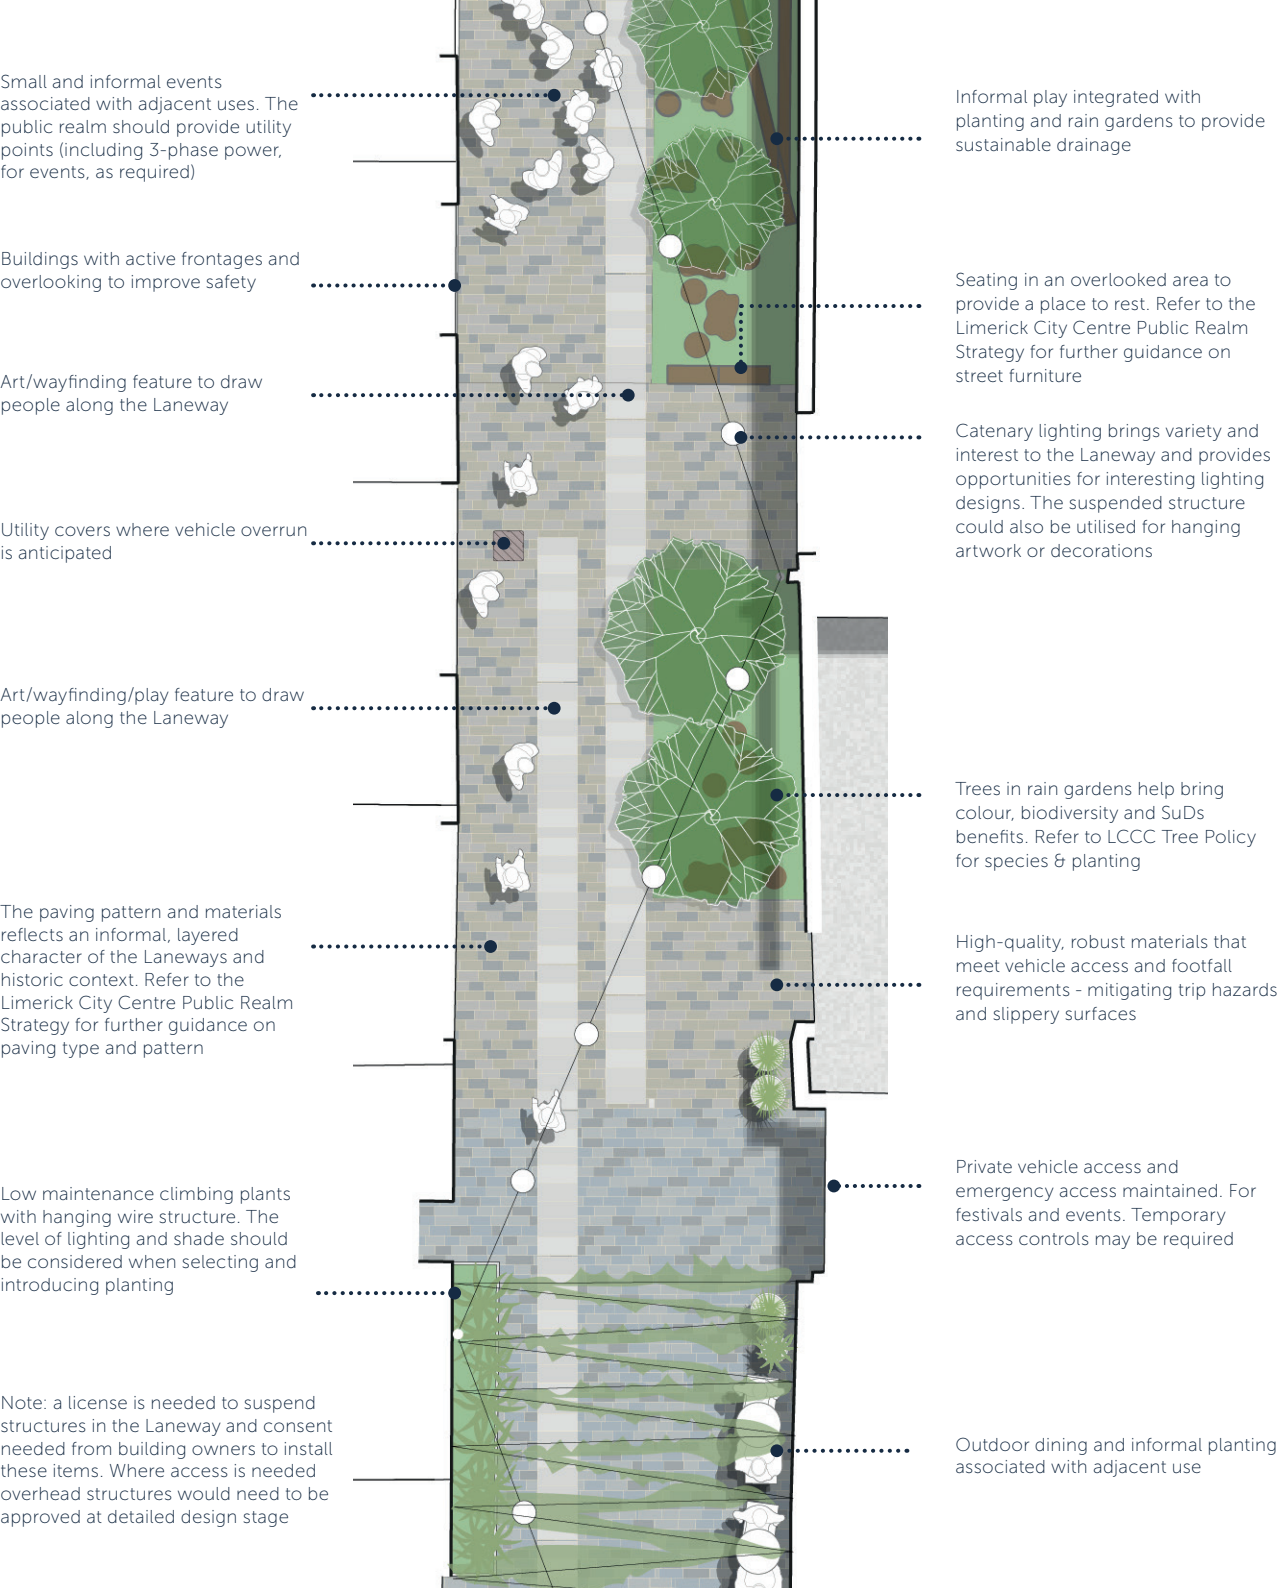 Small and informal events
associated with adjacent uses. The
public realm should provide utility
points (including 3-phase power,
for events, as required)
Buildings with active frontages and
overlooking to improve safety
Art/wayfinding feature to draw
people along the Laneway
Utility covers where vehicle overrun
is anticipated
Art/wayfinding/play feature to draw
people along the Laneway
The paving pattern and materials
reflects an informal, layered
character of the Laneways and
historic context. Refer to the
Limerick City Centre Public Realm
Strategy for further guidance on
paving type and pattern
Low maintenance climbing plants
with hanging wire structure. The
level of lighting and shade should
be considered when selecting and
introducing planting
Note: a license is needed to suspend
structures in the Laneway and consent
needed from building owners to install
these items. Where access is needed
overhead structures would need to be
approved at detailed design stage
Informal play integrated with
planting and rain gardens to provide
sustainable drainage
Seating in an overlooked area to
provide a place to rest. Refer to the
Limerick City Centre Public Realm
Strategy for further guidance on
street furniture
Catenary lighting brings variety and
interest to the Laneway and provides
opportunities for interesting lighting
designs. The suspended structure
could also be utilised for hanging
artwork or decorations
Trees in rain gardens help bring
colour, biodiversity and SuDs
benefits. Refer to LCCC Tree Policy
for species & planting
High-quality, robust materials that
meet vehicle access and footfall
requirements - mitigating trip hazards
and slippery surfaces
Private vehicle access and
emergency access maintained. For
festivals and events. Temporary
access controls may be required
Outdoor dining and informal planting
associated with adjacent use